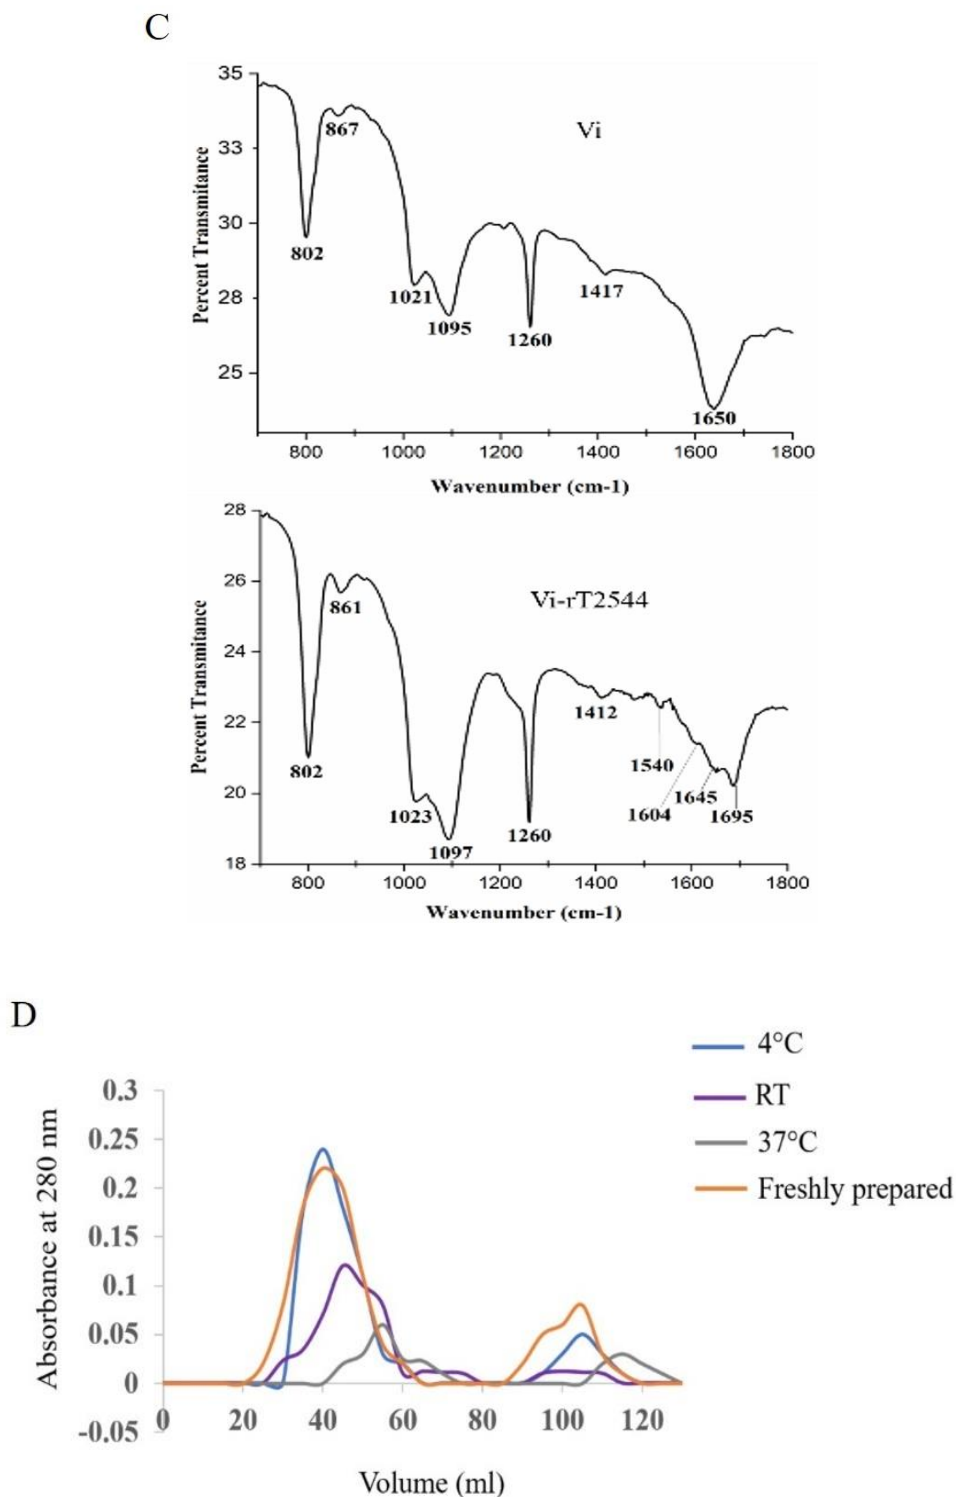 C
35
33
30
28
25
Percent Transmitance
Vi
867
802
1021
1095
1260
1417
1650
800 1000 1200 1400 1600 1800
Wavenumber (cm-1)
28
26
24
22
20
18
Percent Transmitance
Vi-rT2544
861
802
1023
1097
1260
1412
1540
1604
1645
1695
800 1000 1200 1400 1600 1800
Wavenumber (cm-1)
D
4°C
RT
37°C
Freshly prepared
0.3
0.25
0.2
0.15
0.1
0.05
0
-0.05
Absorbance at 280 nm
0 20 40 60 80 100 120
Volume (ml)